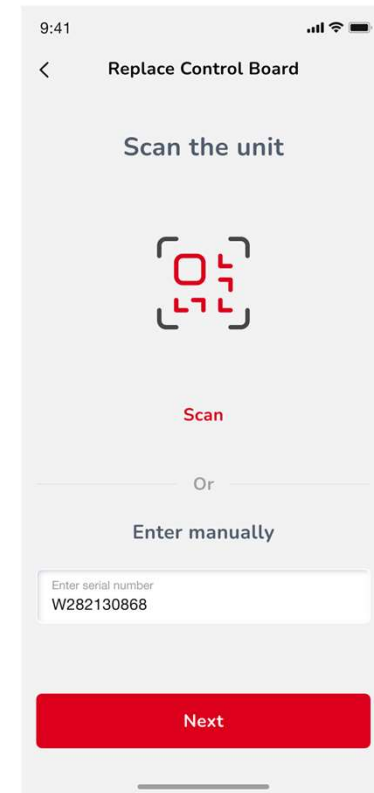 9:41
Replace Control Board
Scan the unit
Scan
Or
Enter manually
Enter serial number
W282130868
Next